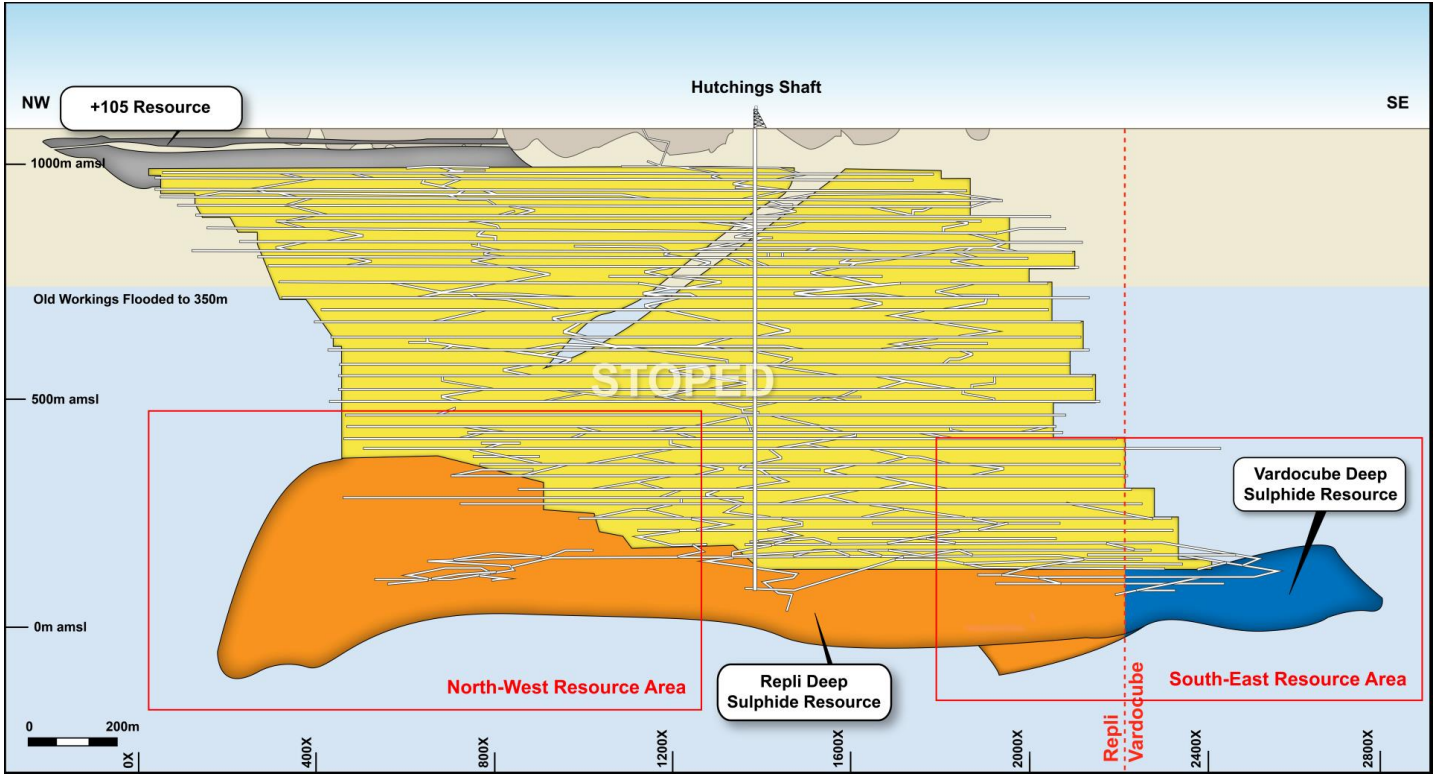 Hutchings Shaft
NW
+105 Resource
SE
1000m amsl
Old Workings Flooded to 350m
STOPED
500m amsl
Vardocube Deep
Sulphide Resource
0m amsl
North-West Resource Area
Repli Deep
Sulphide Resource
South-East Resource Area
Repli
Vardocube
0
200m
0X
400X
800X
1200X
1600X
2000X
2400X
2800X